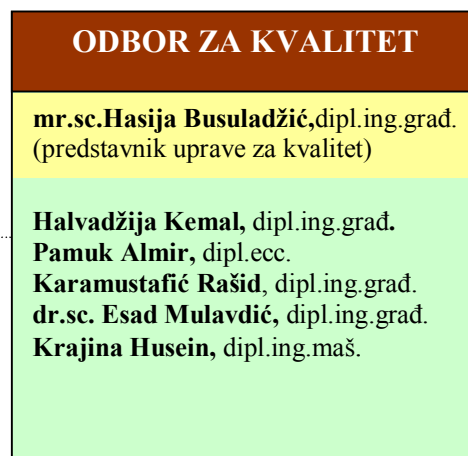 ODBOR ZA KVALITET
mr.sc.Hasija Busuladžić,dipl.ing.građ.
(predstavnik uprave za kvalitet)
Halvadžija Kemal, dipl.ing.građ.
Pamuk Almir, dipl.ecc.
Karamustafić Rašid, dipl.ing.građ.
dr.sc. Esad Mulavdić, dipl.ing.građ.
Krajina Husein, dipl.ing.maš.